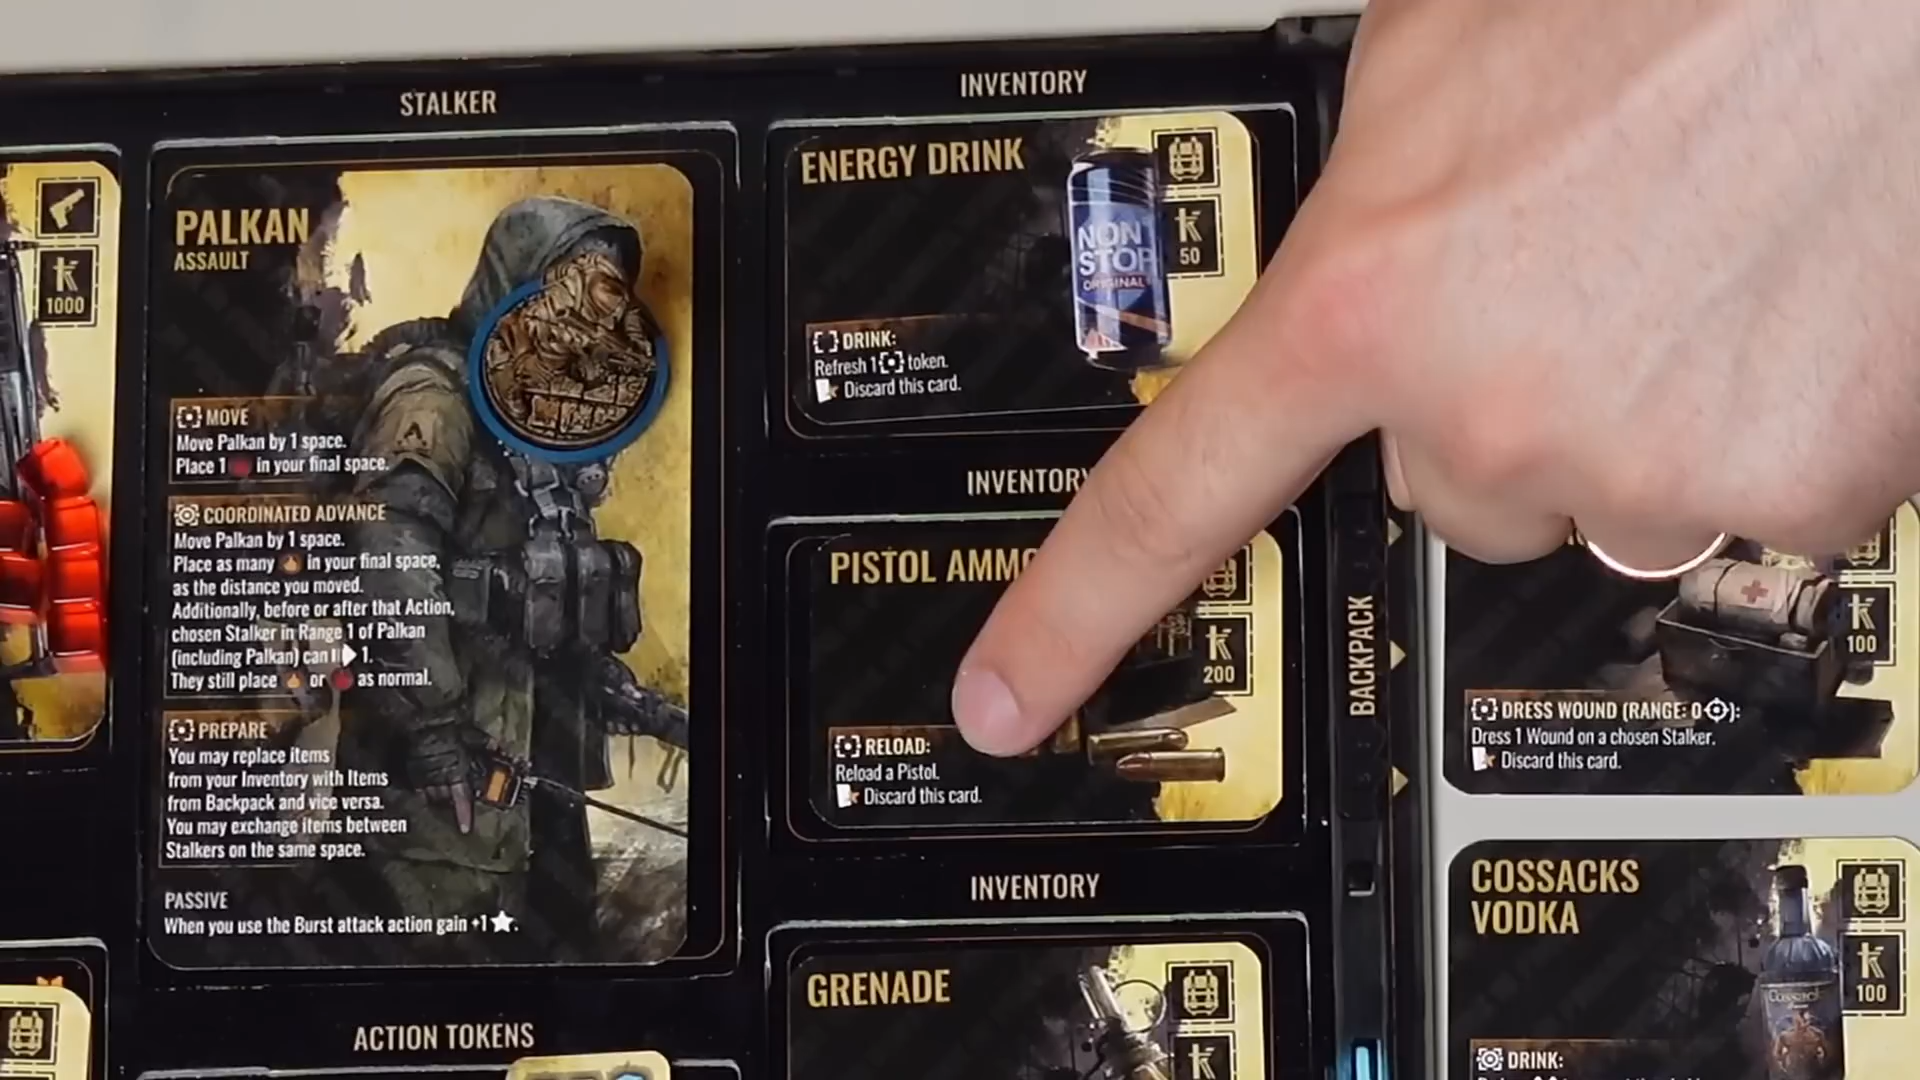 STALKER
INVENTORY
1000
PALKAN
ASSAULT
MOVE
Move Palkan by 1 space.
Place 1 in your final space.
COORDINATED ADVANCE
Move Palkan by 1 space.
Place as many in your final space,
as the distance you moved.
Additionally, before or after that Action,
chosen Stalker in Range 1 of Palkan
(including Palkan) can 1.
They still place or as normal.
PREPARE
You may replace items
from your Inventory with Items
from Backpack and vice versa.
You may exchange items between
Stalkers on the same space.
PASSIVE
When you use the Burst attack action gain +1 ★.
ACTION TOKENS
ENERGY DRINK
50
NON
STOP
ORIGINAL
DRINK:
Refresh 1 token.
Discard this card.
INVENTORY
PISTOL AMMO
200
RELOAD:
Reload a Pistol.
Discard this card.
INVENTORY
GRENADE
BACKPACK
100
DRESS WOUND (RANGE: 0):
Dress 1 Wound on a chosen Stalker.
Discard this card.
COSSACKS
VODKA
100
DRINK: